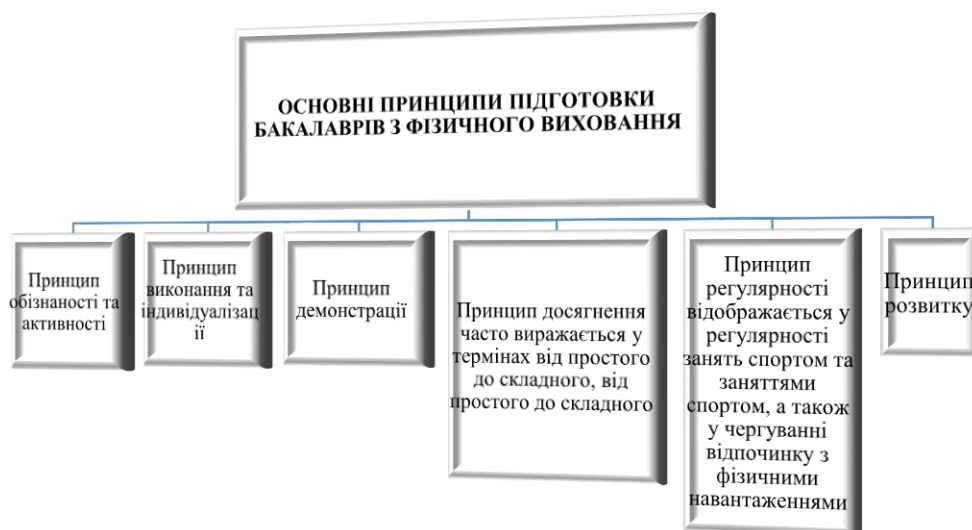 ОСНОВНІ ПРИНЦИПИ ПІДГОТОВКИ
БАКАЛАВРІВ З ФІЗИЧНОГО ВИХОВАННЯ
Принцип
обізнаності та
активності
Принцип
виконання та
індивідуалізац
ії
Принцип
демонстрації
Принцип досягнення
часто виражається у
термінах від простого
до складного, від
простого до складного
Принцип
регулярності
відображається у
регулярності
занять спортом та
заняттями
спортом, а також
у чергуванні
відпочинку з
фізичними
навантаженнями
Принцип
розвитку